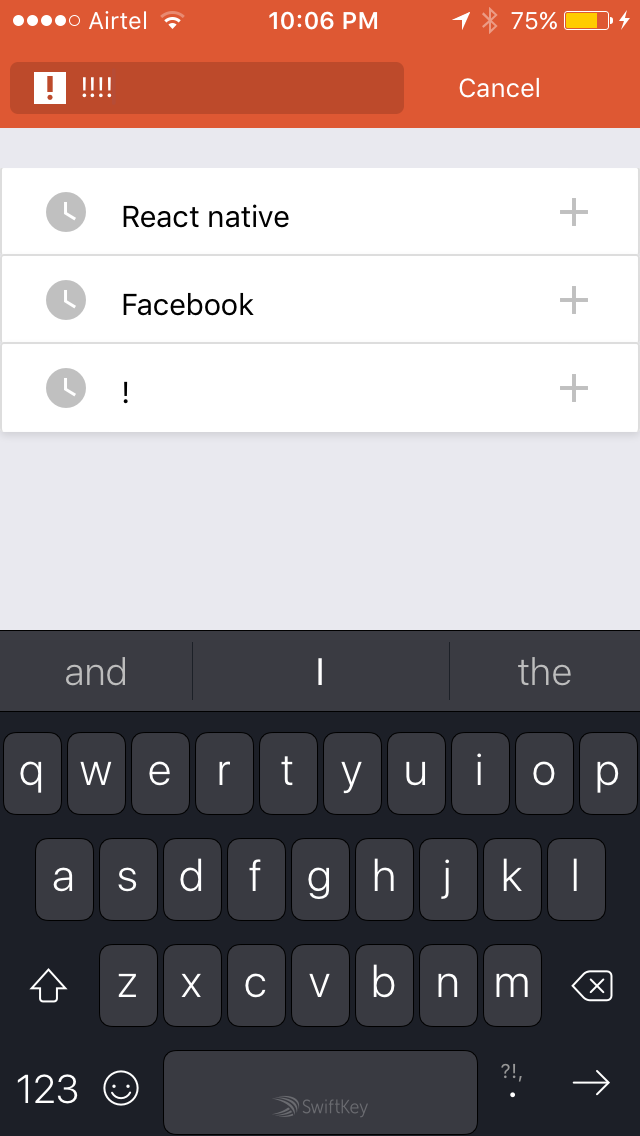 Airtel 10:06 PM 75%
! !!!! Cancel
React native
Facebook
!
and I the
q w e r t y u i o p
a s d f g h j k l
z x c v b n m
?!,
123 .
SwiftKey